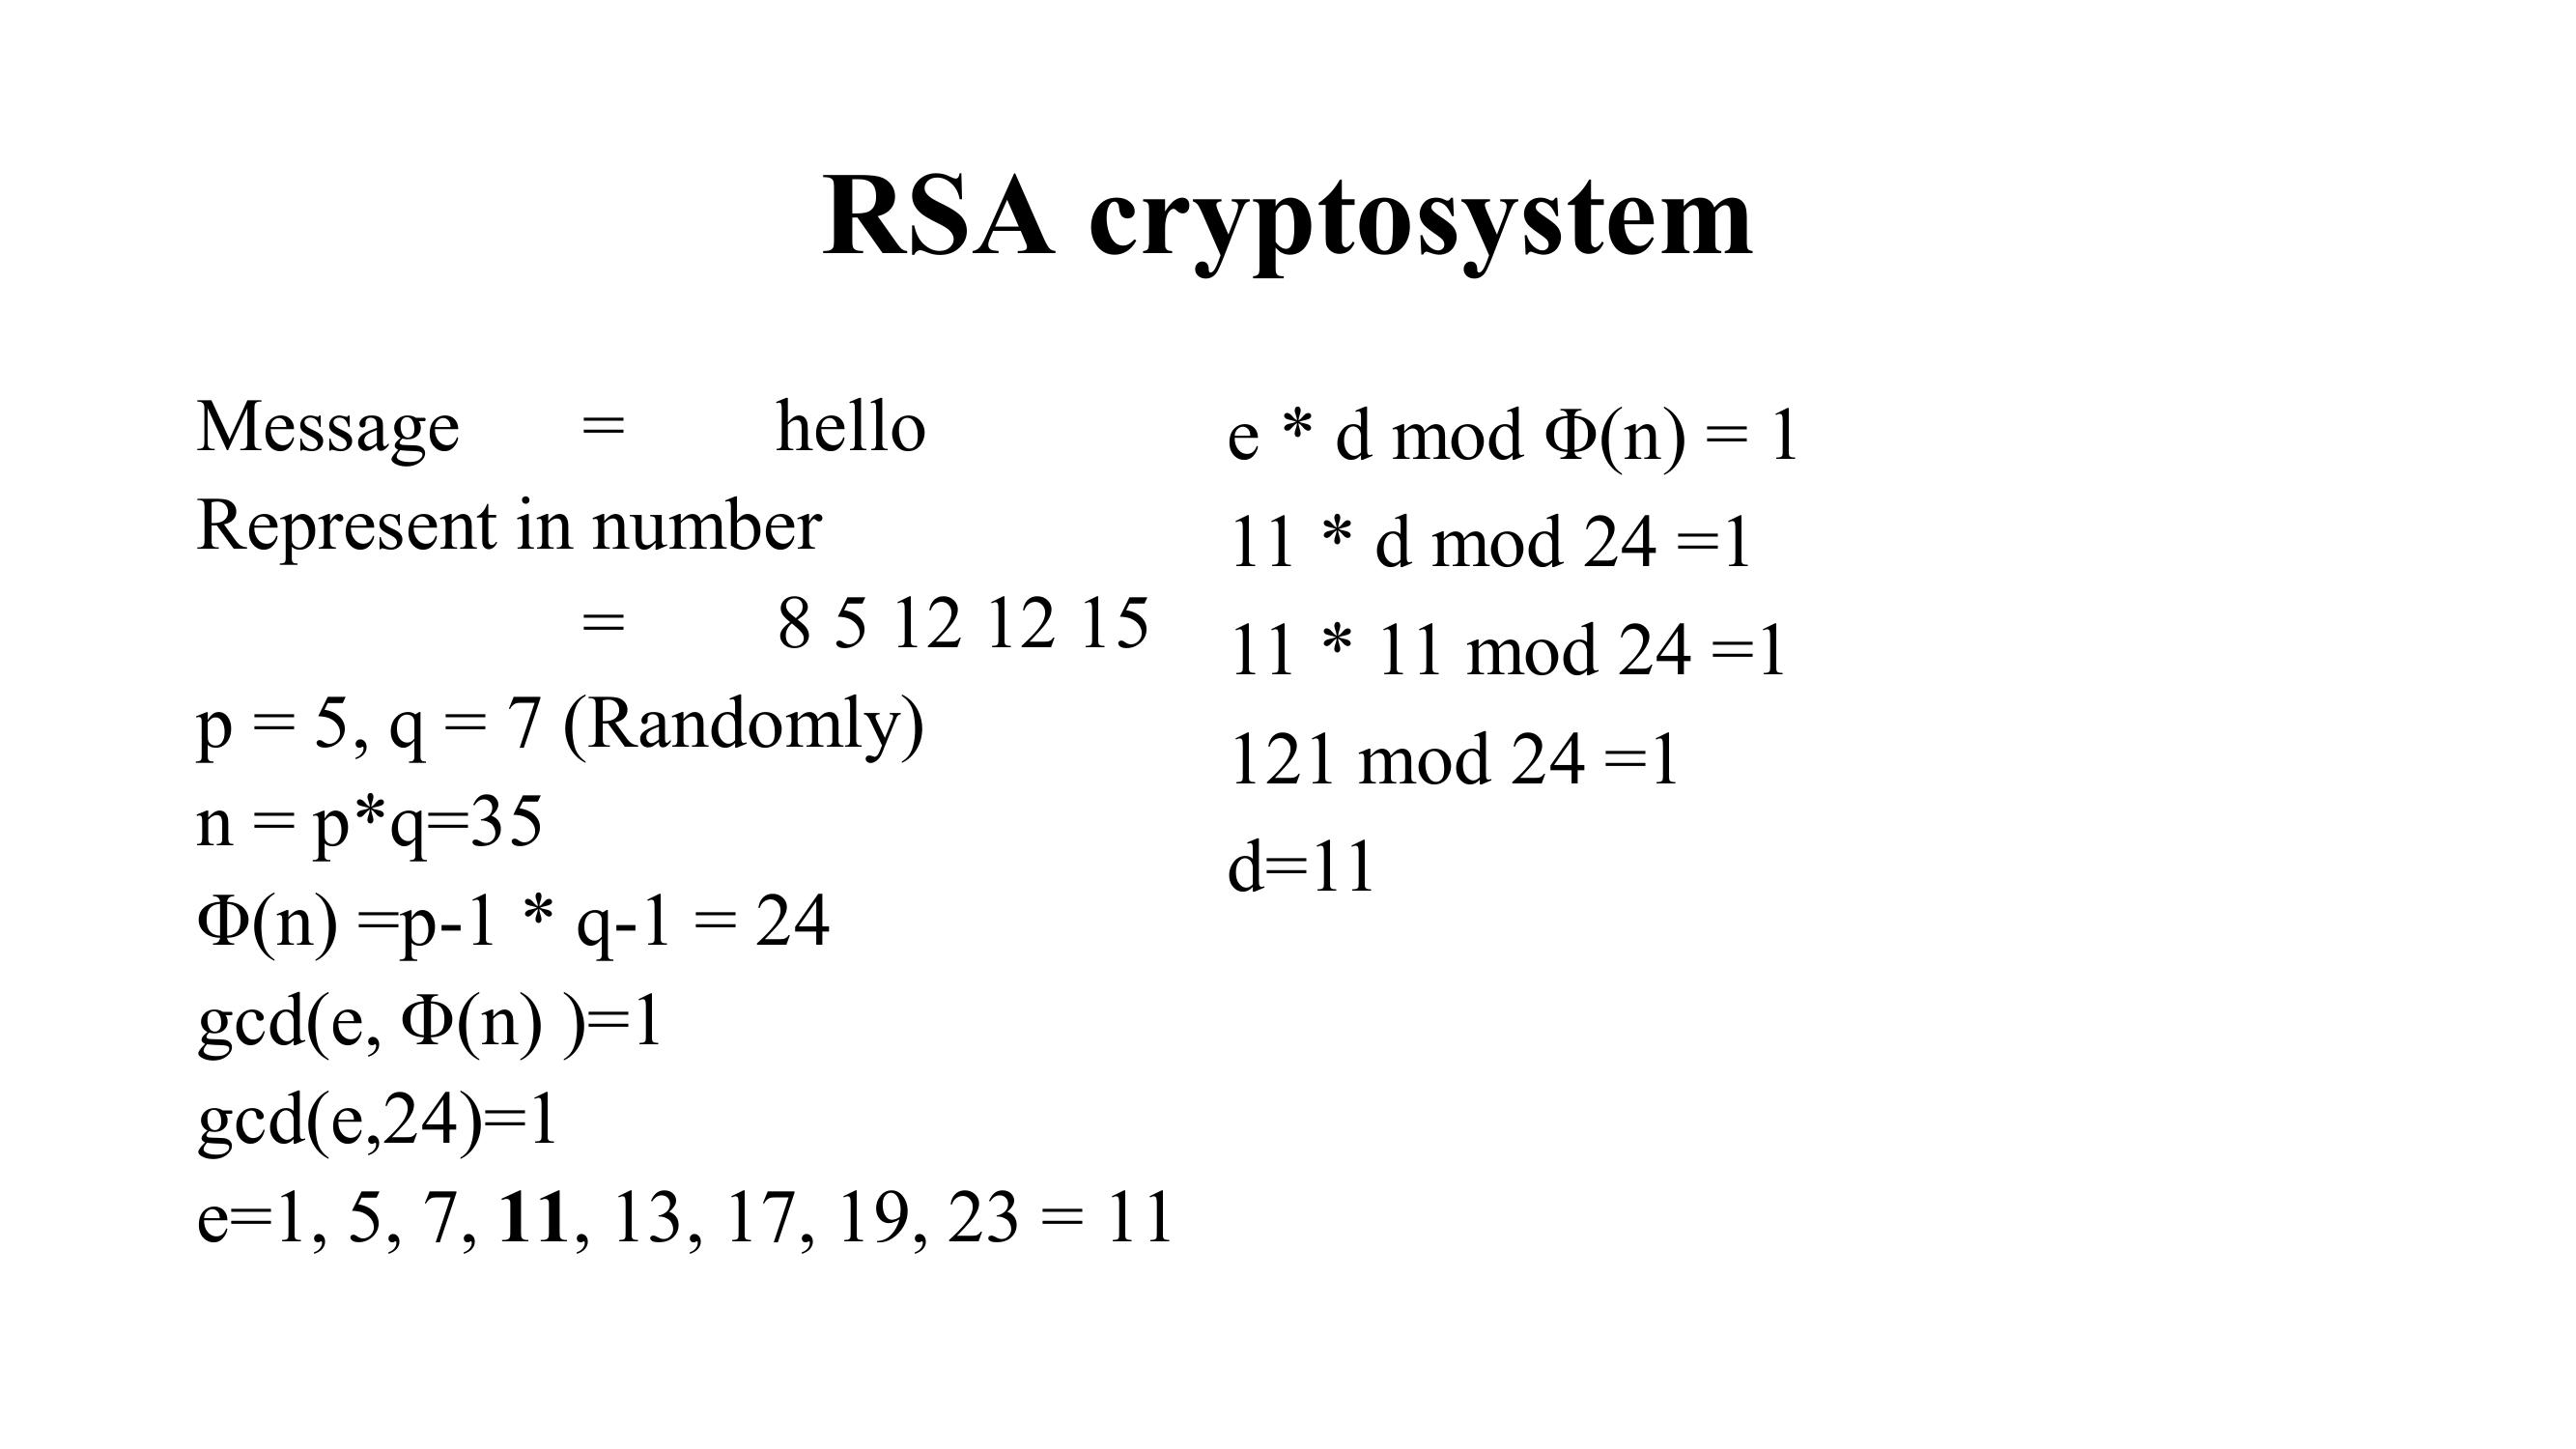 RSA cryptosystem
Message = hello
Represent in number
= 8 5 12 12 15
p = 5, q = 7 (Randomly)
n = p*q=35
Φ(n) =p-1 * q-1 = 24
gcd(e, Φ(n) )=1
gcd(e,24)=1
e=1, 5, 7, 11, 13, 17, 19, 23 = 11
e * d mod Φ(n) = 1
11 * d mod 24 =1
11 * 11 mod 24 =1
121 mod 24 =1
d=11